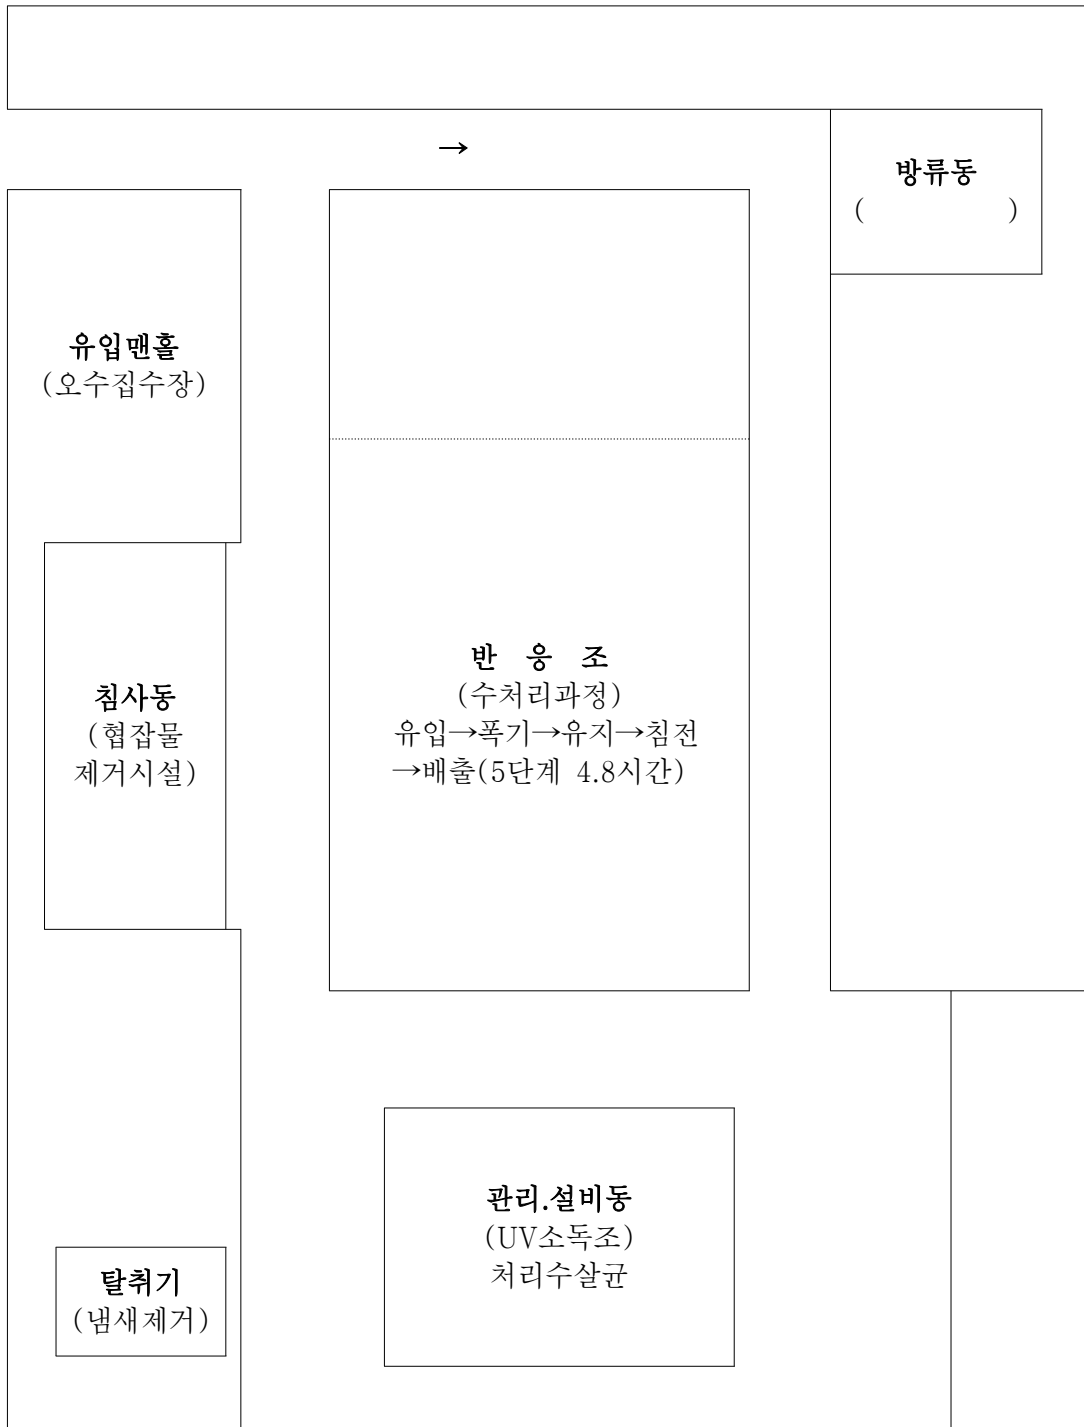 →
방류동
(          )
유입맨홀
(오수집수장)
침사동
(협잡물
제거시설)
반 응 조
(수처리과정)
유입→폭기→유지→침전
→배출(5단계 4.8시간)
관리.설비동
(UV소독조)
처리수살균
탈취기
(냄새제거)